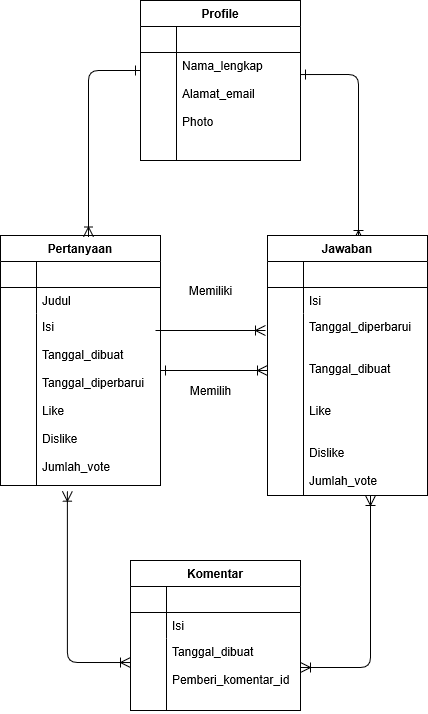 Profile
Nama_lengkap
Alamat_email
Photo
Pertanyaan
Judul
Isi
Tanggal_dibuat
Tanggal_diperbarui
Like
Dislike
Jumlah_vote
Memiliki
Memilih
Jawaban
Isi
Tanggal_diperbarui
Tanggal_dibuat
Like
Dislike
Jumlah_vote
Komentar
Isi
Tanggal_dibuat
Pemberi_komentar_id